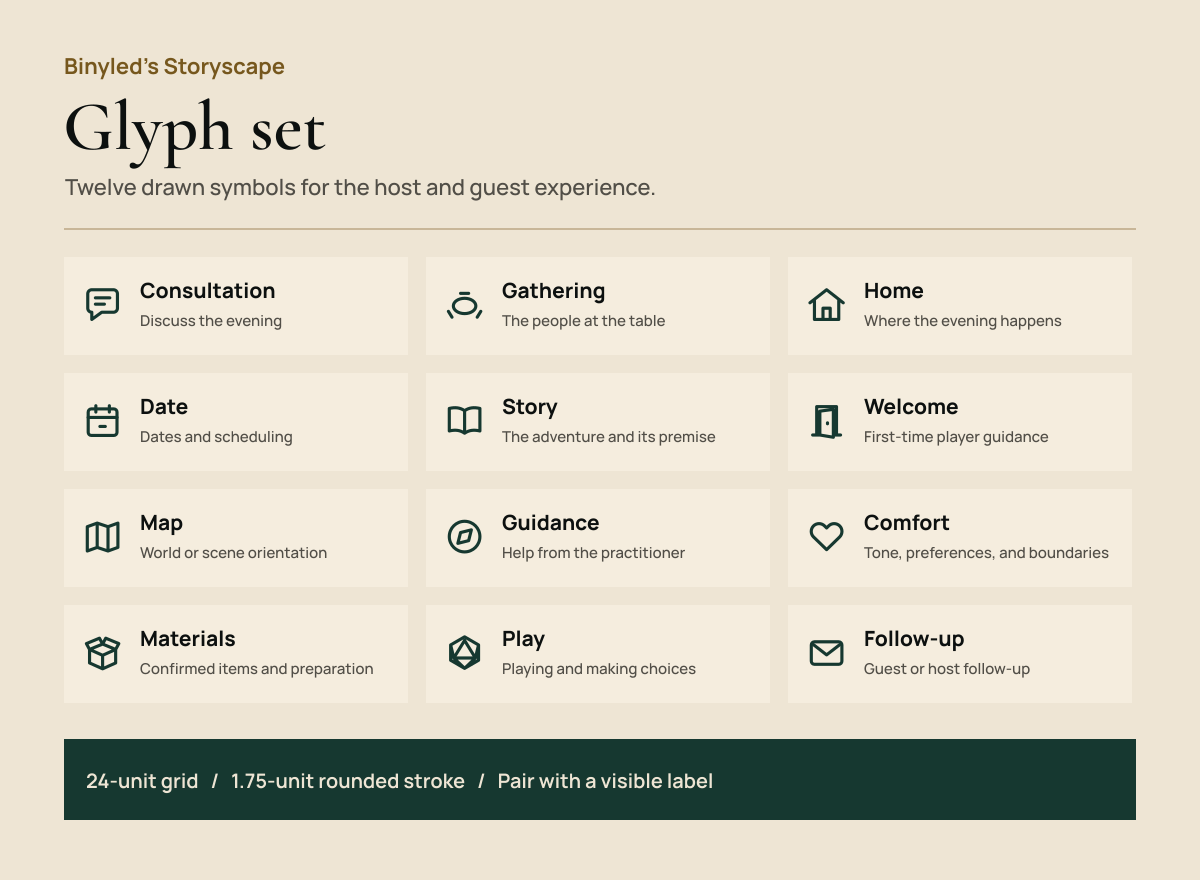 Binyled’s Storyscape
Glyph set
Twelve drawn symbols for the host and guest experience.
Consultation
Discuss the evening
Gathering
The people at the table
Home
Where the evening happens
Date
Dates and scheduling
Story
The adventure and its premise
Welcome
First-time player guidance
Map
World or scene orientation
Guidance
Help from the practitioner
Comfort
Tone, preferences, and boundaries
Materials
Confirmed items and preparation
Play
Playing and making choices
Follow-up
Guest or host follow-up
24-unit grid / 1.75-unit rounded stroke / Pair with a visible label